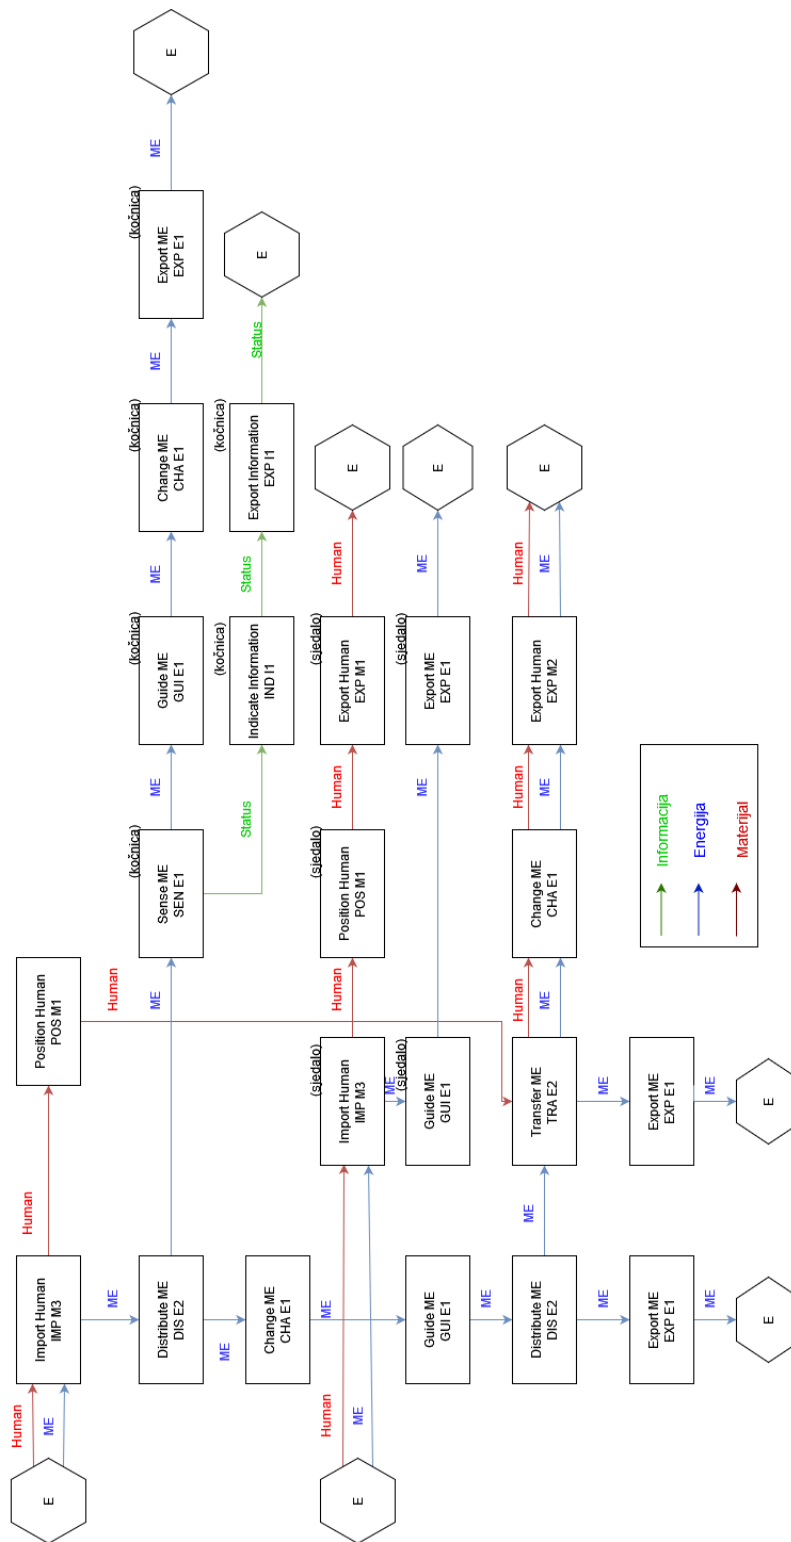 E
Human
ME
Import Human
IMP M3
Human
Position Human
POS M1
Human
ME
Distribute ME
DIS E2
ME
(kočnica)
Sense ME
SEN E1
ME
(kočnica)
Guide ME
GUI E1
ME
(kočnica)
Change ME
CHA E1
ME
(kočnica)
Export ME
EXP E1
ME
E
ME
Change ME
CHA E1
ME
Status
(kočnica)
Indicate Information
IND I1
Status
(kočnica)
Export Information
EXP I1
Status
E
E
Human
ME
(sjedalo)
Import Human
IMP M3
Human
(sjedalo)
Position Human
POS M1
Human
(sjedalo)
Export Human
EXP M1
Human
E
ME
Guide ME
GUI E1
(sjedalo)
Guide ME
GUI E1
(sjedalo)
Export ME
EXP E1
ME
E
ME
Distribute ME
DIS E2
ME
Transfer ME
TRA E2
Human
ME
Change ME
CHA E1
Human
ME
Export Human
EXP M2
Human
ME
E
ME
Export ME
EXP E1
ME
E
ME
Export ME
EXP E1
ME
E
Informacija
Energija
Materijal